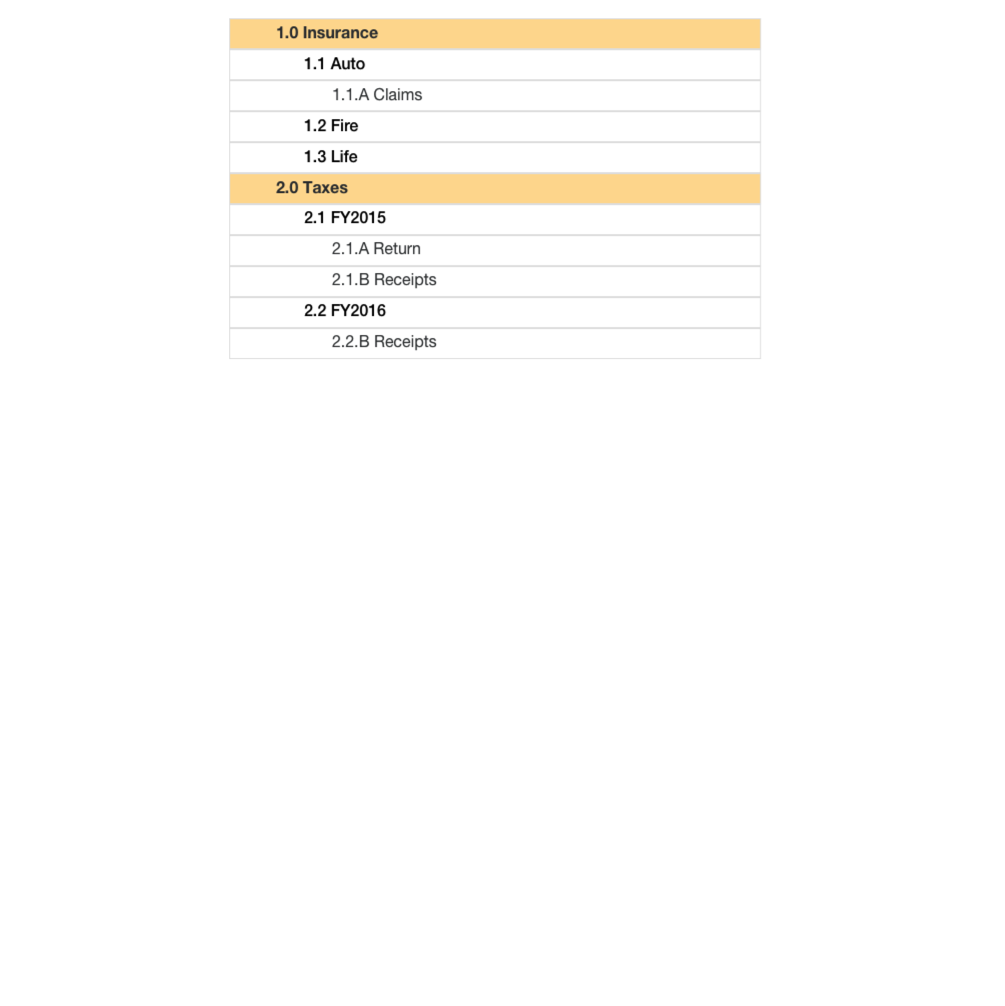 1.0 Insurance
1.1 Auto
1.1.A Claims
1.2 Fire
1.3 Life
2.0 Taxes
2.1 FY2015
2.1.A Return
2.1.B Receipts
2.2 FY2016
2.2.B Receipts